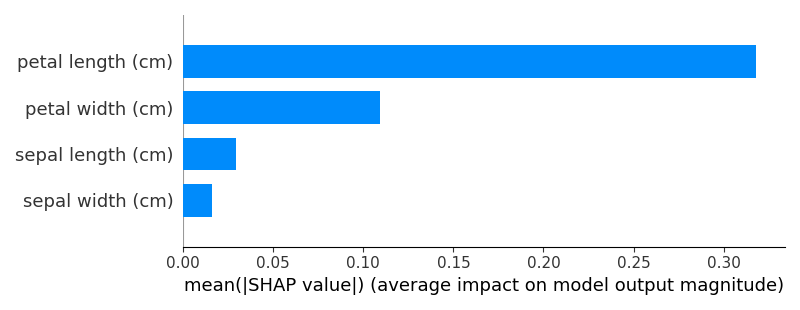 petal length (cm)
petal width (cm)
sepal length (cm)
sepal width (cm)
0.00 0.05 0.10 0.15 0.20 0.25 0.30
mean(|SHAP value|) (average impact on model output magnitude)